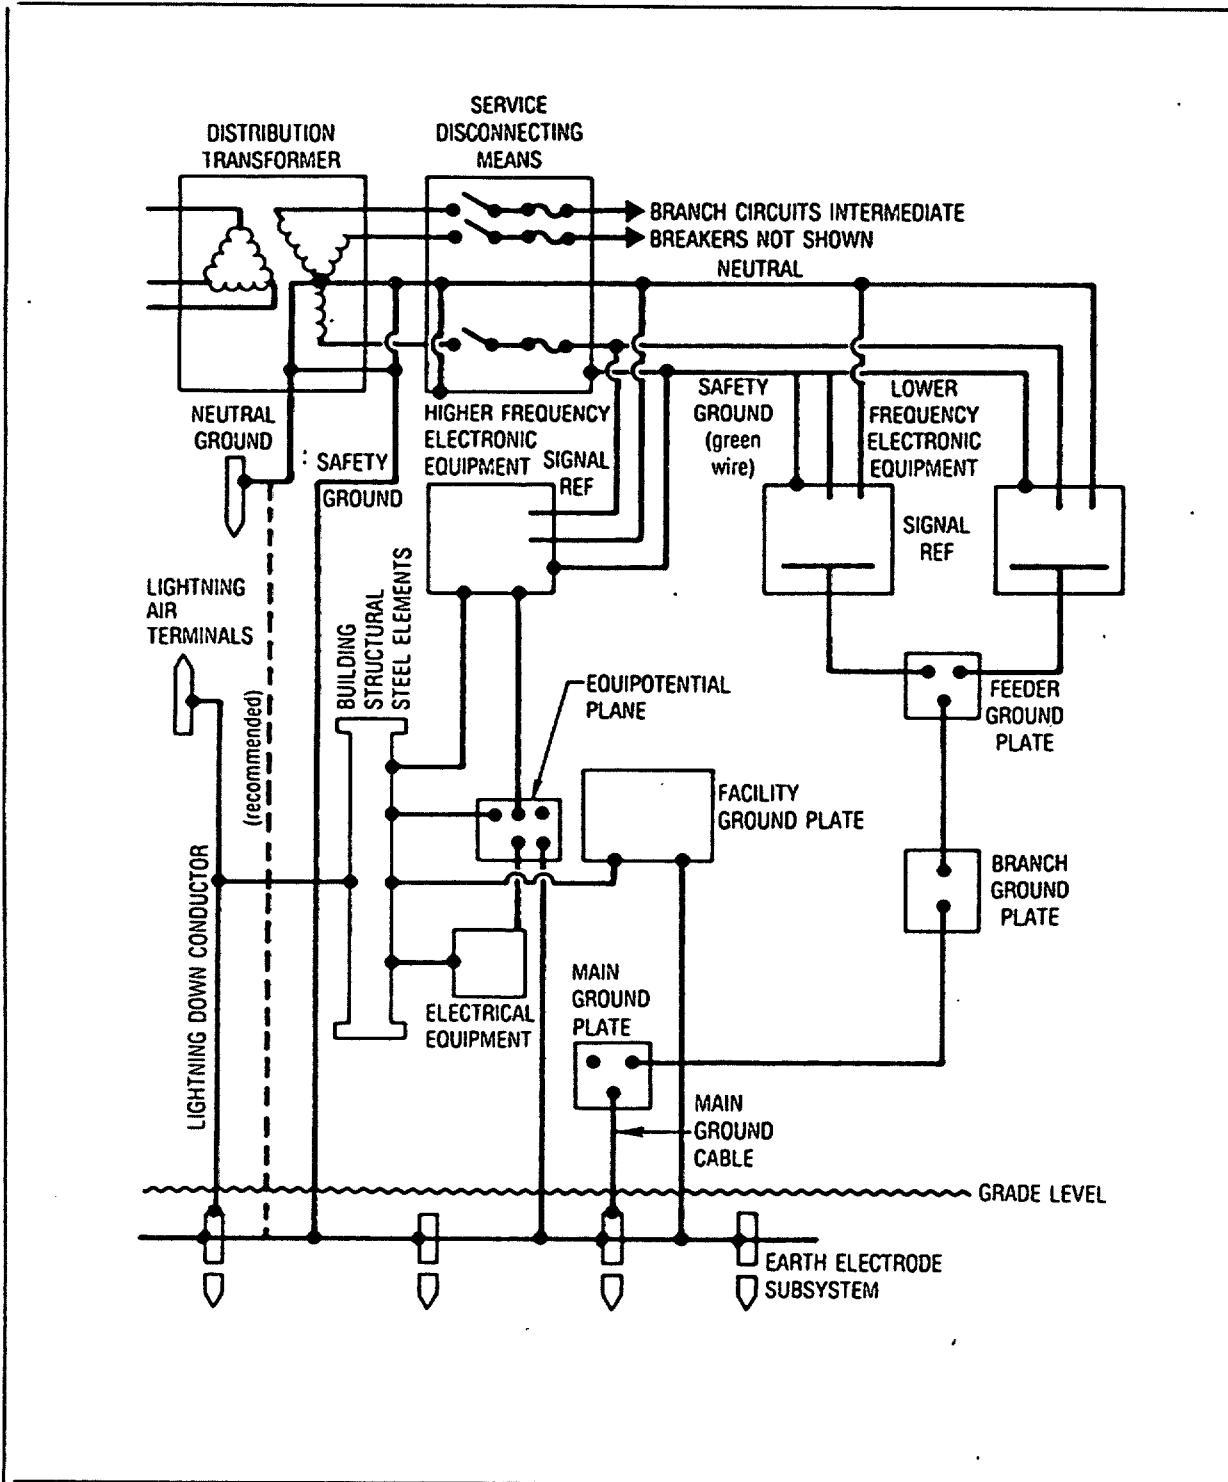 SERVICE
DISCONNECTING
MEANS
DISTRIBUTION
TRANSFORMER
BRANCH CIRCUITS INTERMEDIATE
BREAKERS NOT SHOWN
NEUTRAL
NEUTRAL
GROUND
: SAFETY
GROUND
HIGHER FREQUENCY
ELECTRONIC
EQUIPMENT
SIGNAL
REF
SAFETY
GROUND
(green
wire)
LOWER
FREQUENCY
ELECTRONIC
EQUIPMENT
SIGNAL
REF
LIGHTNING
AIR
TERMINALS
(recommended)
BUILDING
STRUCTURAL
STEEL ELEMENTS
EQUIPOTENTIAL
PLANE
FEEDER
GROUND
PLATE
FACILITY
GROUND PLATE
LIGHTNING DOWN CONDUCTOR
BRANCH
GROUND
PLATE
ELECTRICAL
EQUIPMENT
MAIN
GROUND
PLATE
MAIN
GROUND
CABLE
GRADE LEVEL
EARTH ELECTRODE
SUBSYSTEM